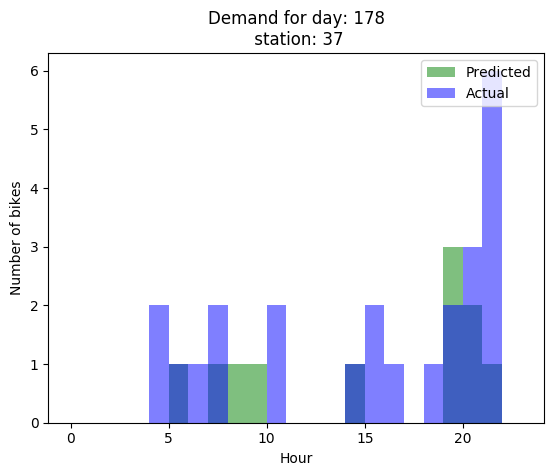 Demand for day: 178
station: 37
Predicted
Actual
Number of bikes
6
5
4
3
2
1
0
0 5 10 15 20
Hour